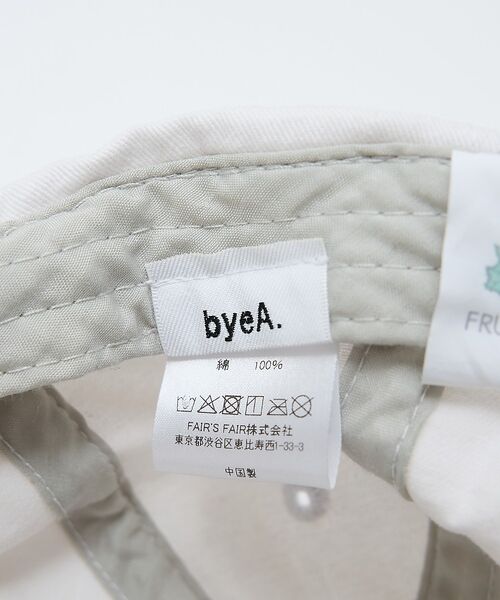 byeA.
綿 100%
FAIR'S FAIR株式会社
東京都渋谷区恵比寿西1-33-3
中国製
FRU